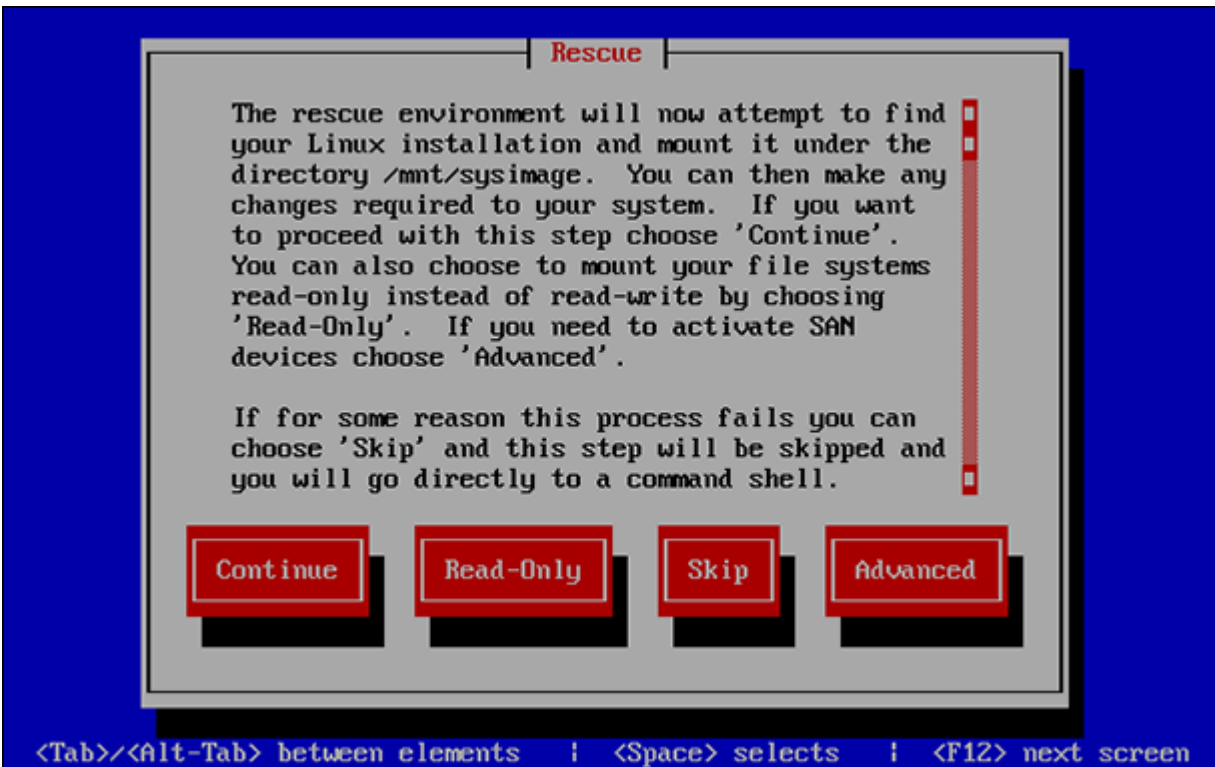 Rescue
The rescue environment will now attempt to find
your Linux installation and mount it under the
directory /mnt/sysimage.  You can then make any
changes required to your system.  If you want
to proceed with this step choose 'Continue'.
You can also choose to mount your file systems
read-only instead of read-write by choosing
'Read-Only'.  If you need to activate SAN
devices choose 'Advanced'.
If for some reason this process fails you can
choose 'Skip' and this step will be skipped and
you will go directly to a command shell.
Continue Read-Only Skip Advanced
<Tab>/<Alt-Tab> between elements | <Space> selects | <F12> next screen